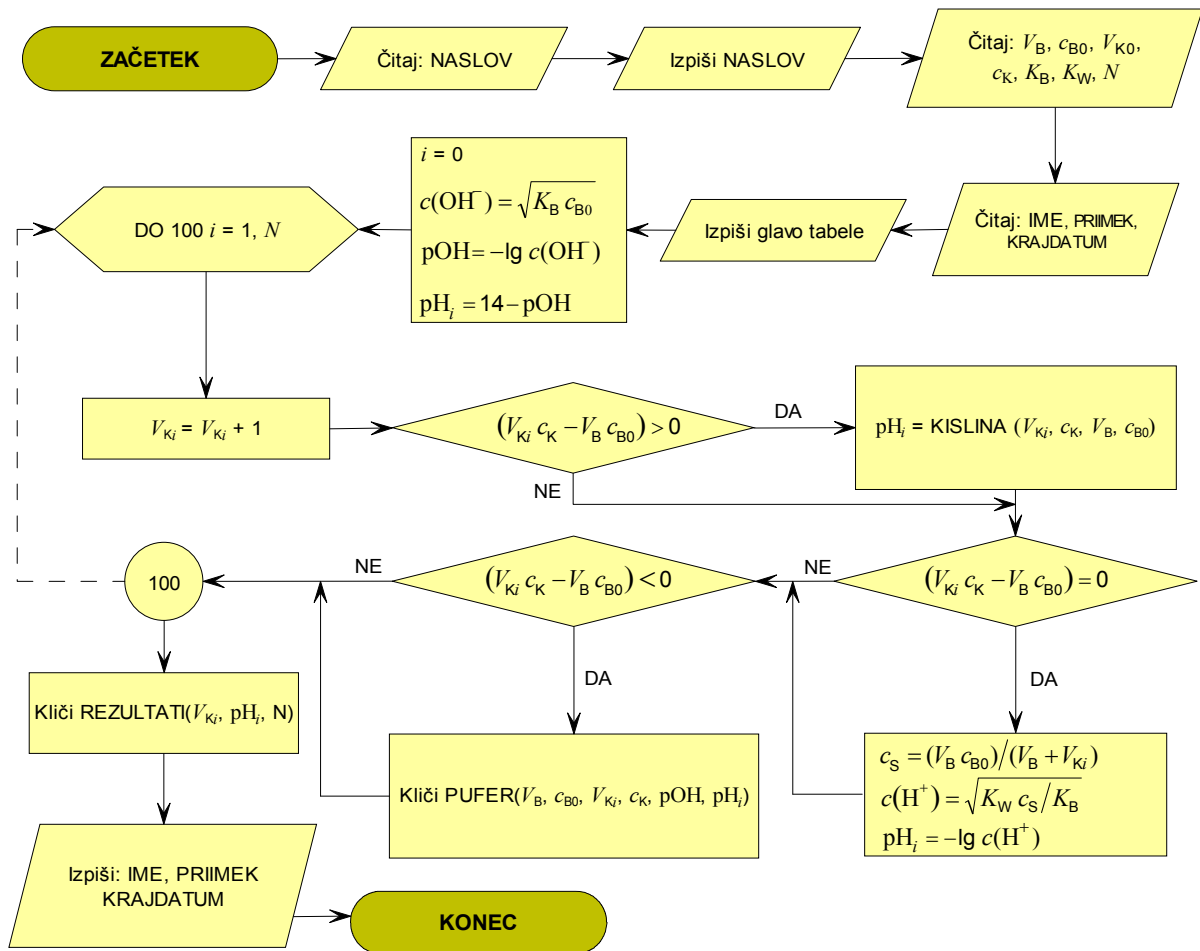 ZAČETEK
Čitaj: NASLOV
Izpiši NASLOV
Čitaj: V_B, c_B0, V_K0,
c_K, K_B, K_W, N
Čitaj: IME, PRIIMEK,
KRAJDATUM
Izpiši glavo tabele
i = 0
c(OH⁻) = √(K_B c_B0)
pOH = −lg c(OH⁻)
pH_i = 14 − pOH
DO 100 i = 1, N
V_Ki = V_Ki + 1
(V_Ki c_K − V_B c_B0) > 0
DA
NE
pH_i = KISLINA (V_Ki, c_K, V_B, c_B0)
(V_Ki c_K − V_B c_B0) = 0
NE
DA
c_S = (V_B c_B0)/(V_B + V_Ki)
c(H⁺) = √(K_W c_S/K_B)
pH_i = −lg c(H⁺)
(V_Ki c_K − V_B c_B0) < 0
NE
DA
Kliči PUFER(V_B, c_B0, V_Ki, c_K, pOH, pH_i)
100
Kliči REZULTATI(V_Ki, pH_i, N)
Izpiši: IME, PRIIMEK
KRAJDATUM
KONEC